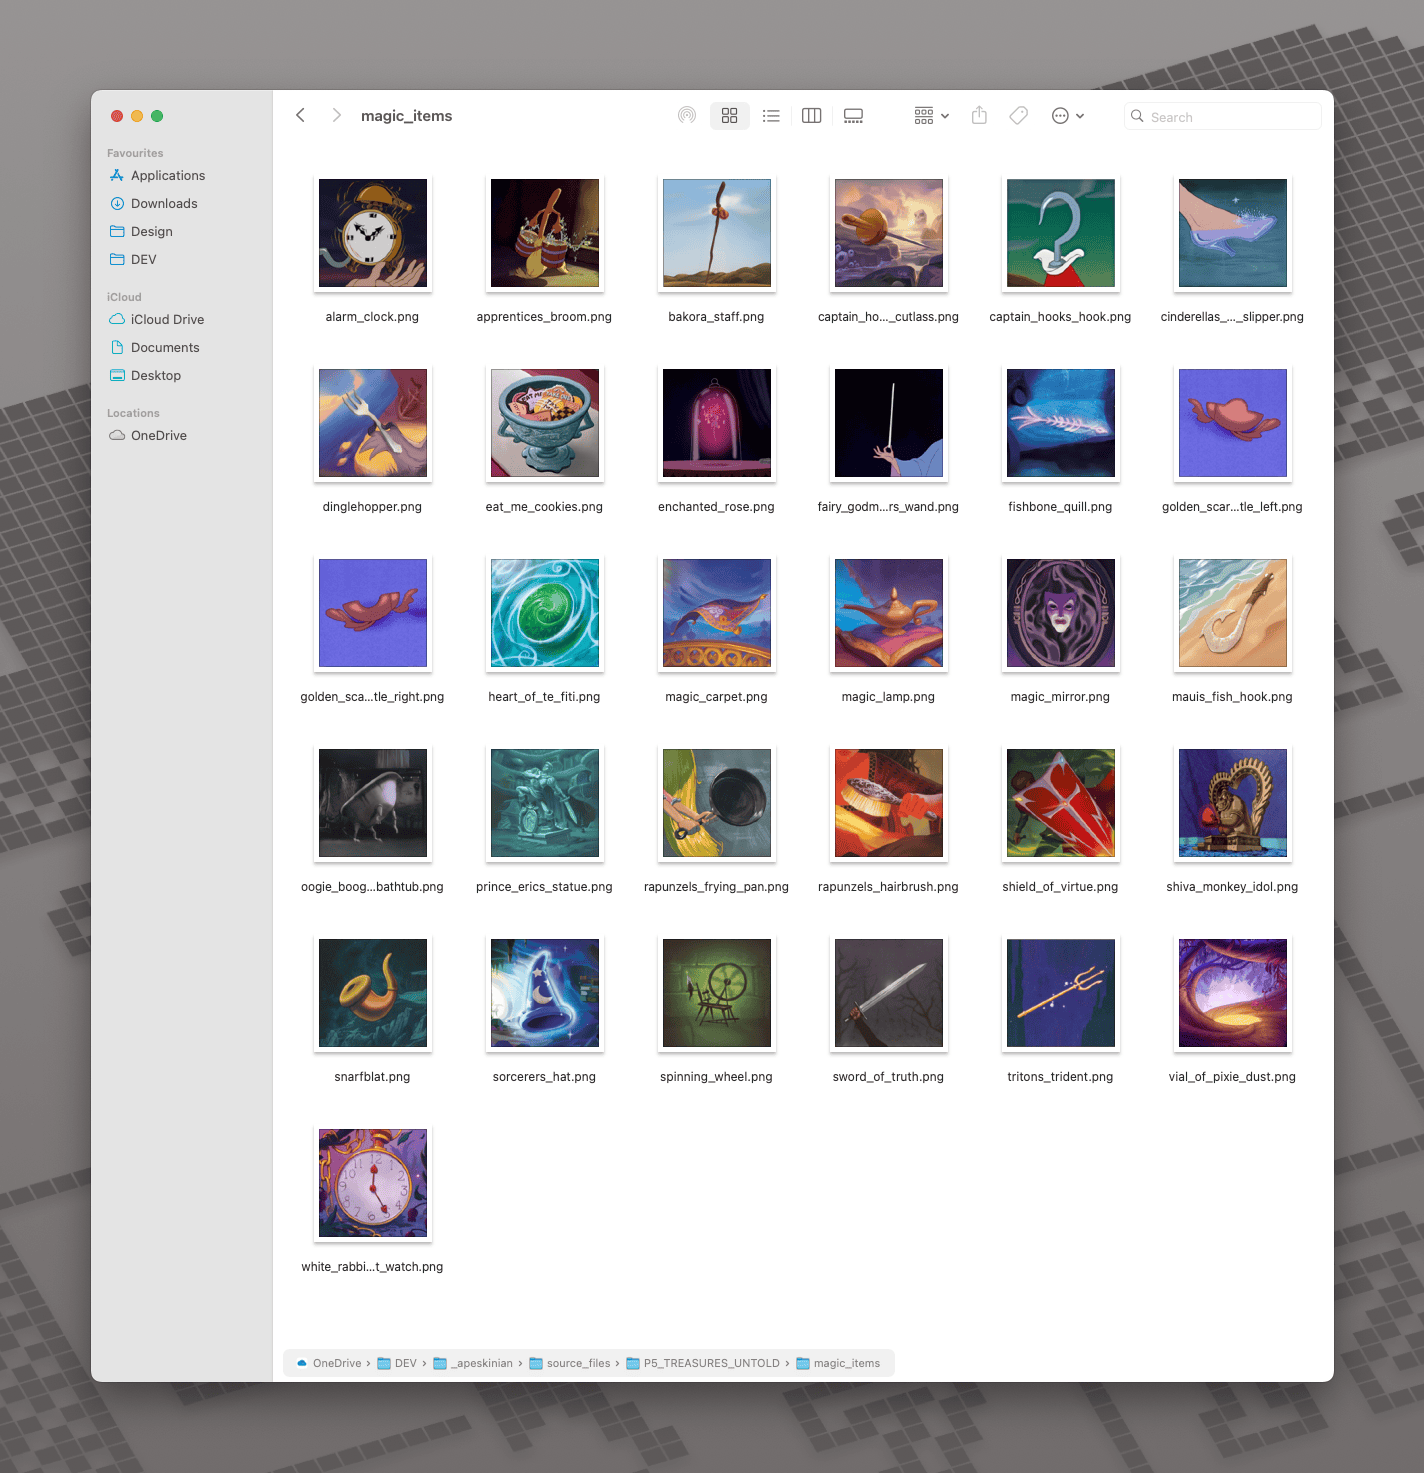 magic_items
Search
Favourites
Applications
Downloads
Design
DEV
iCloud
iCloud Drive
Documents
Desktop
Locations
OneDrive
alarm_clock.png
apprentices_broom.png
bakora_staff.png
captain_ho..._cutlass.png
captain_hooks_hook.png
cinderellas_..._slipper.png
dinglehopper.png
eat_me_cookies.png
enchanted_rose.png
fairy_godm...rs_wand.png
fishbone_quill.png
golden_scar...tle_left.png
golden_sca...tle_right.png
heart_of_te_fiti.png
magic_carpet.png
magic_lamp.png
magic_mirror.png
mauis_fish_hook.png
oogie_boog...bathtub.png
prince_erics_statue.png
rapunzels_frying_pan.png
rapunzels_hairbrush.png
shield_of_virtue.png
shiva_monkey_idol.png
snarfblat.png
sorcerers_hat.png
spinning_wheel.png
sword_of_truth.png
tritons_trident.png
vial_of_pixie_dust.png
white_rabbi...t_watch.png
OneDrive › DEV › _apeskinian › source_files › P5_TREASURES_UNTOLD › magic_items